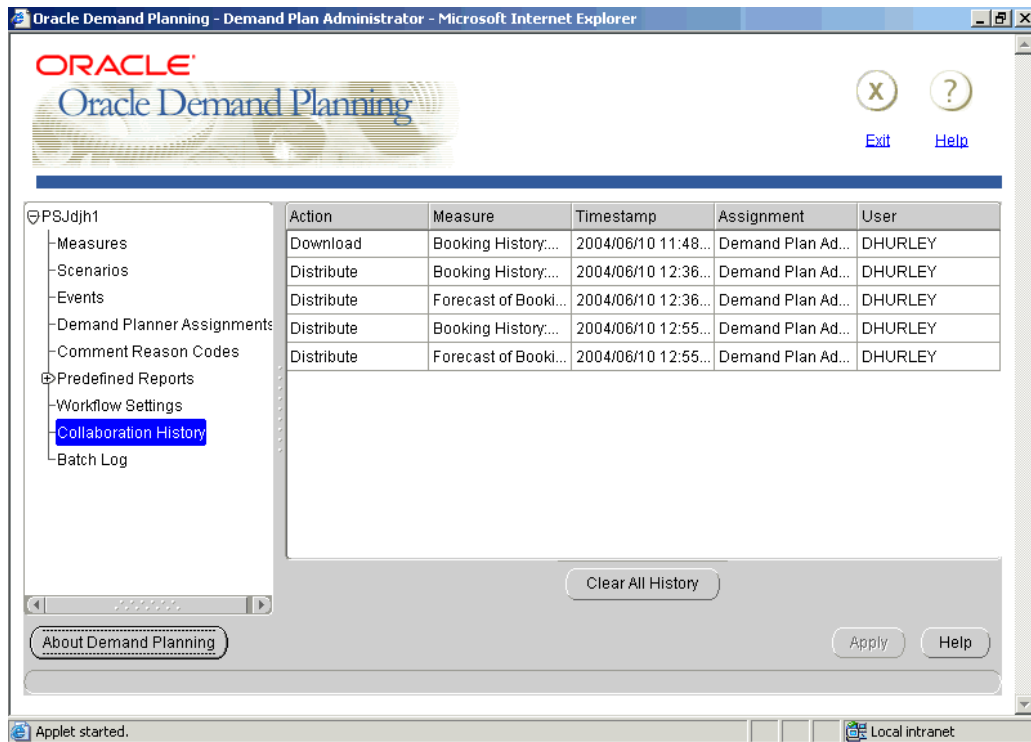 Oracle Demand Planning - Demand Plan Administrator - Microsoft Internet Explorer
ORACLE
Oracle Demand Planning
X
?
Exit
Help
PSJdjh1
Measures
Scenarios
Events
Demand Planner Assignments
Comment Reason Codes
Predefined Reports
Workflow Settings
Collaboration History
Batch Log
Action Measure Timestamp Assignment User
Download Booking History:... 2004/06/10 11:48... Demand Plan Ad... DHURLEY
Distribute Booking History:... 2004/06/10 12:36... Demand Plan Ad... DHURLEY
Distribute Forecast of Booki... 2004/06/10 12:36... Demand Plan Ad... DHURLEY
Distribute Booking History:... 2004/06/10 12:55... Demand Plan Ad... DHURLEY
Distribute Forecast of Booki... 2004/06/10 12:55... Demand Plan Ad... DHURLEY
Clear All History
About Demand Planning
Apply
Help
Applet started.
Local intranet